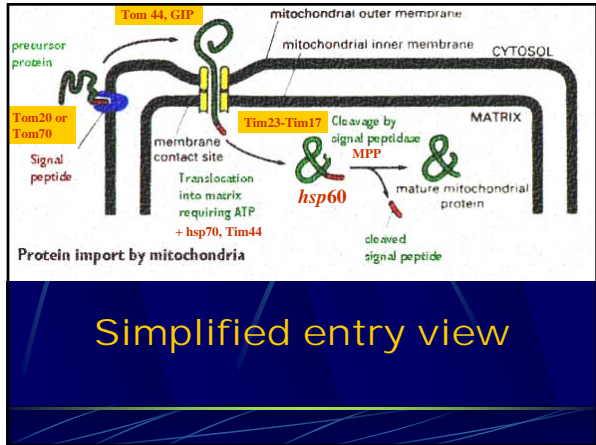 Tom 44, GIP
mitochondrial outer membrane
precursor
protein
mitochondrial inner membrane
CYTOSOL
Tom20 or
Tom70
Signal
peptide
membrane
contact site
Tim23-Tim17
Cleavage by
signal peptidase
MPP
MATRIX
Translocation
into matrix
requiring ATP
+ hsp70, Tim44
hsp60
mature mitochondrial
protein
cleaved
signal peptide
Protein import by mitochondria
Simplified entry view